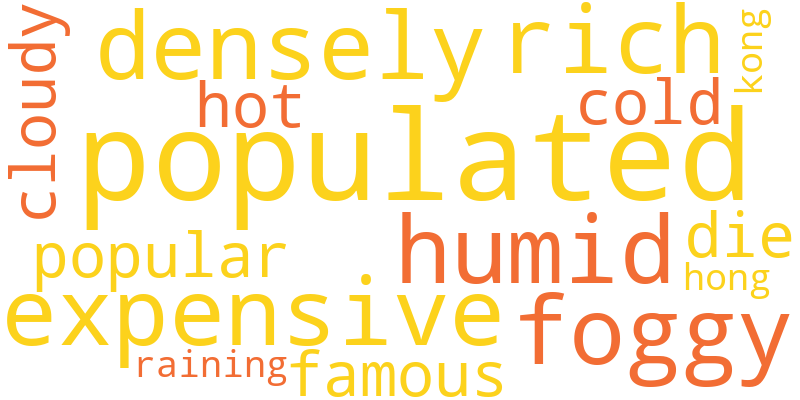 cloudy
densely
rich
kong
hot
cold
populated
popular
humid
die
hong
expensive
foggy
raining
famous